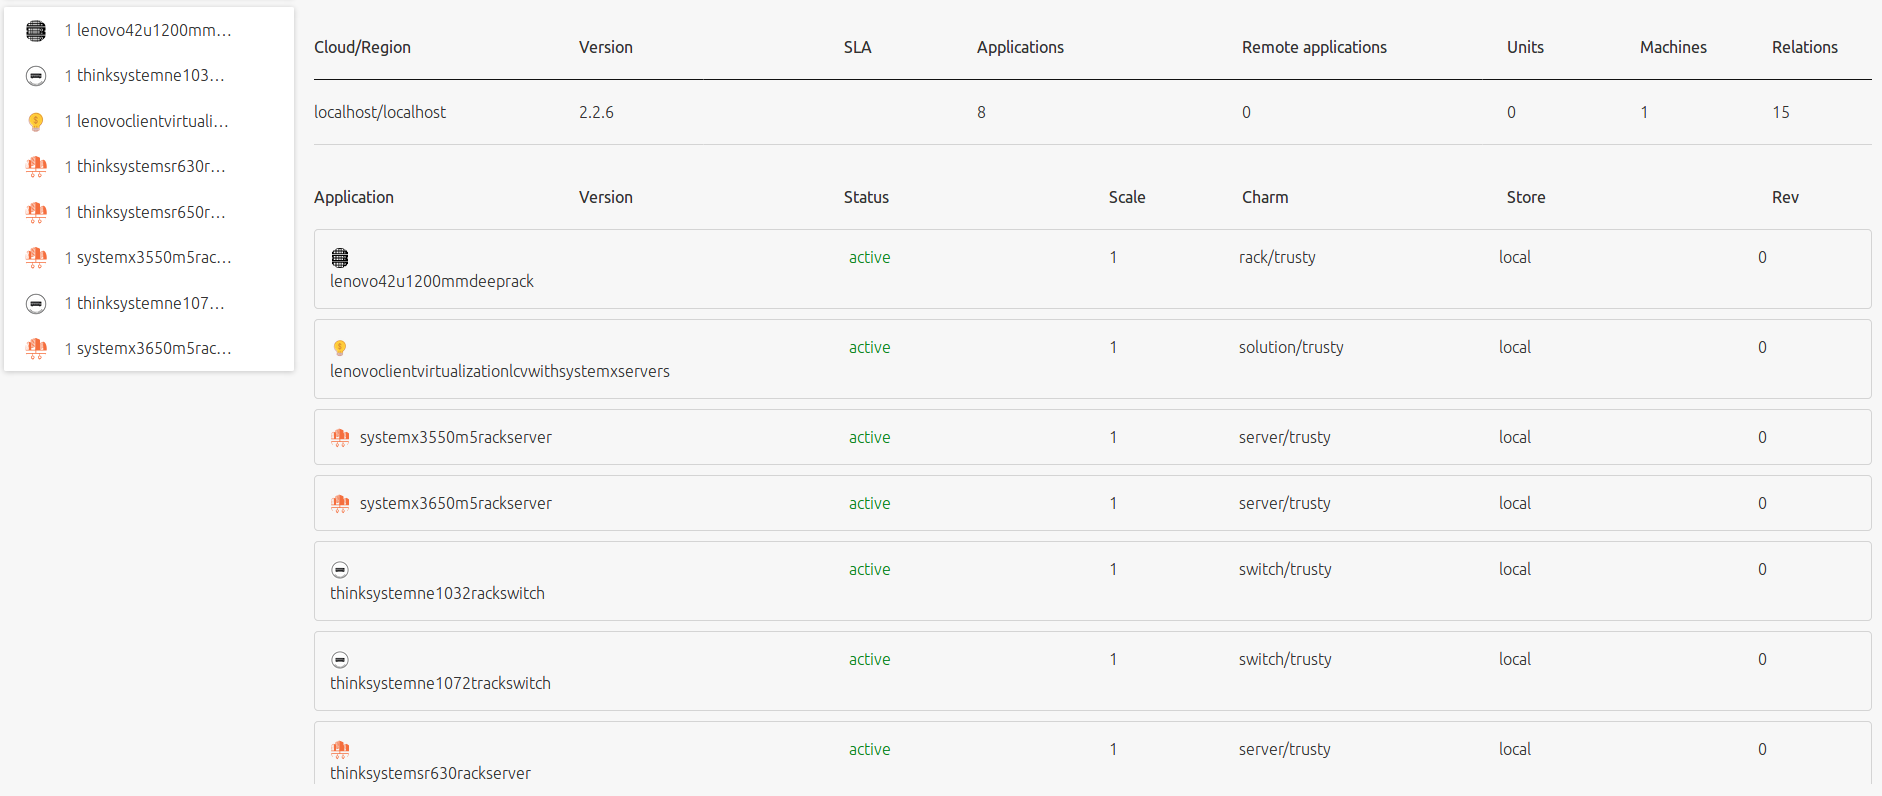 1 lenovo42u1200mm...
1 thinksystemne103...
1 lenovoclientvirtuali...
1 thinksystemsr630r...
1 thinksystemsr650r...
1 systemx3550m5rac...
1 thinksystemne107...
1 systemx3650m5rac...
Cloud/Region Version SLA Applications Remote applications Units Machines Relations
localhost/localhost 2.2.6 8 0 0 1 15
Application Version Status Scale Charm Store Rev
active 1 rack/trusty local 0
lenovo42u1200mmdeeprack
active 1 solution/trusty local 0
lenovoclientvirtualizationlcvwithsystemxservers
systemx3550m5rackserver active 1 server/trusty local 0
systemx3650m5rackserver active 1 server/trusty local 0
active 1 switch/trusty local 0
thinksystemne1032rackswitch
active 1 switch/trusty local 0
thinksystemne1072trackswitch
active 1 server/trusty local 0
thinksystemsr630rackserver